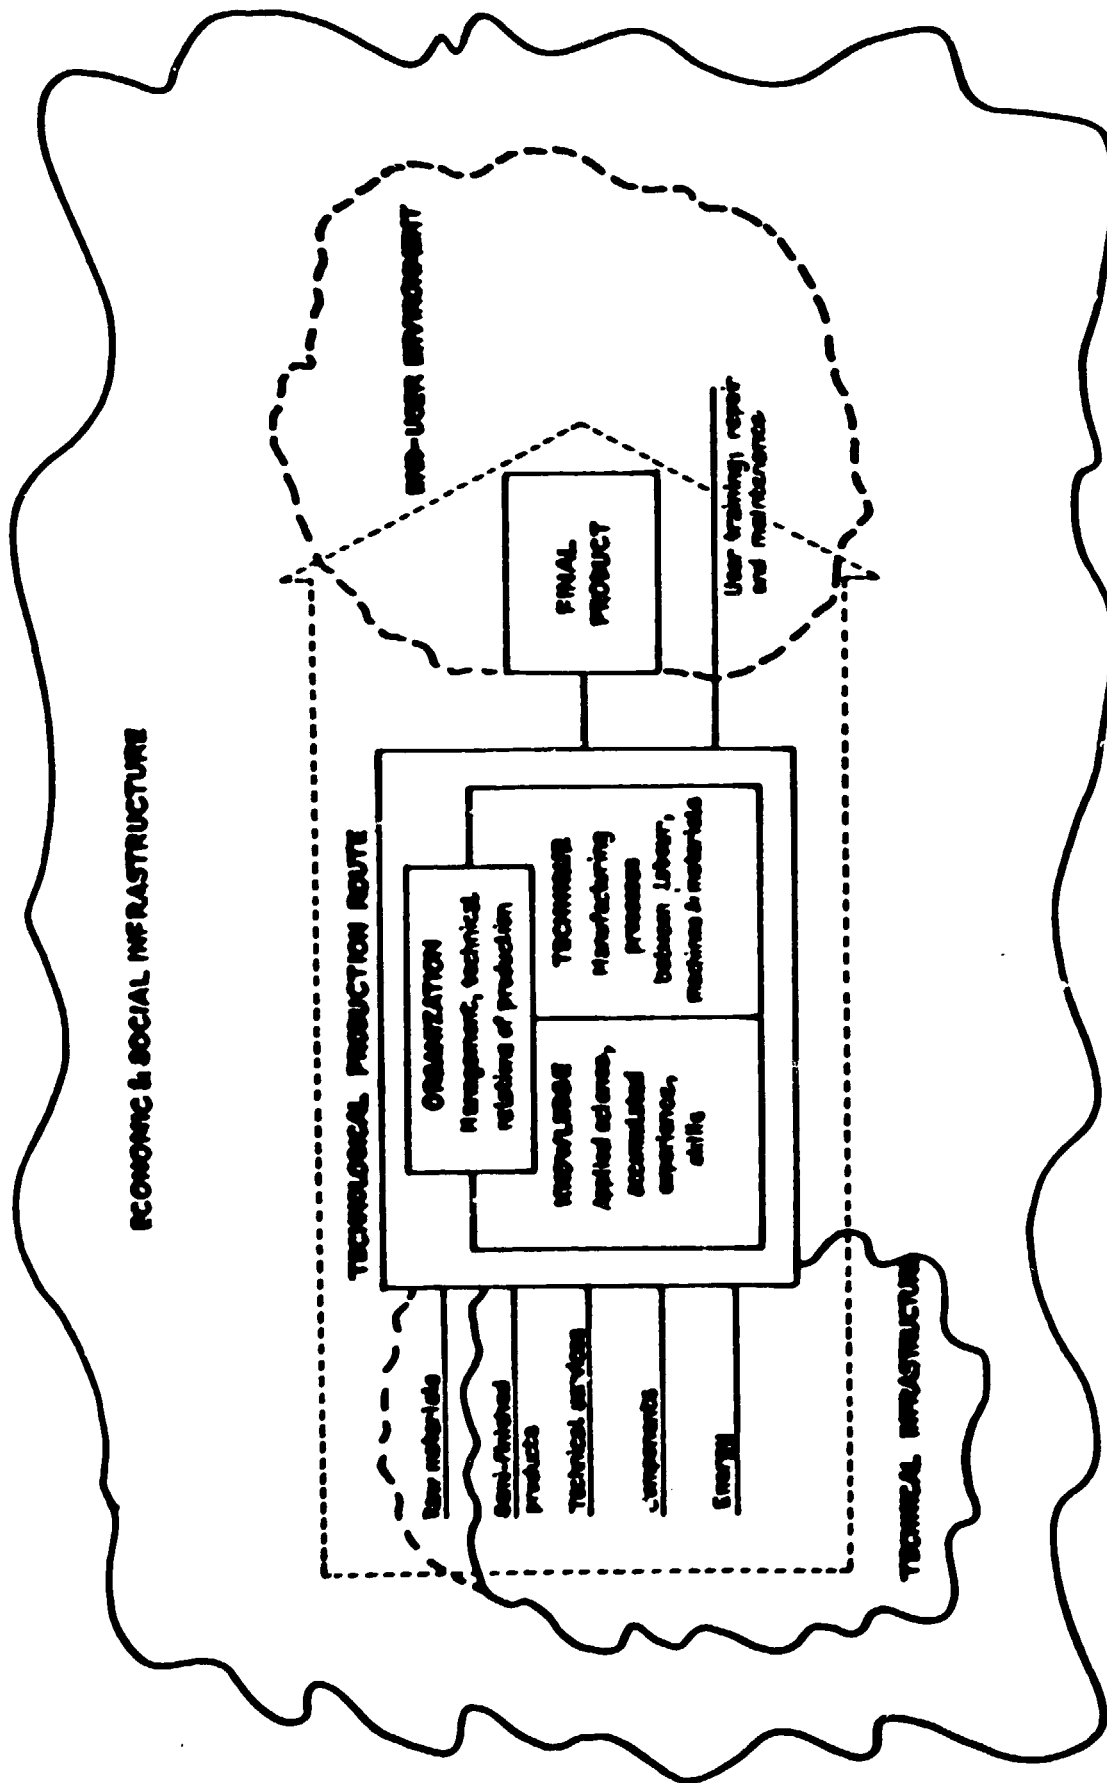 ECONOMIC & SOCIAL INFRASTRUCTURE
TECHNOLOGICAL PRODUCTION ROUTE
END-USER ENVIRONMENT
Raw materials
Semi-finished
products
Technical services
Components
Energy
ORGANIZATION
Management, technical
relations of production
KNOWLEDGE
Applied science,
accumulated
experience,
skills
TECHNIQUE
Manufacturing
processes
between labour,
machines & materials
FINAL
PRODUCT
User training, repair
and maintenance
TECHNICAL INFRASTRUCTURE